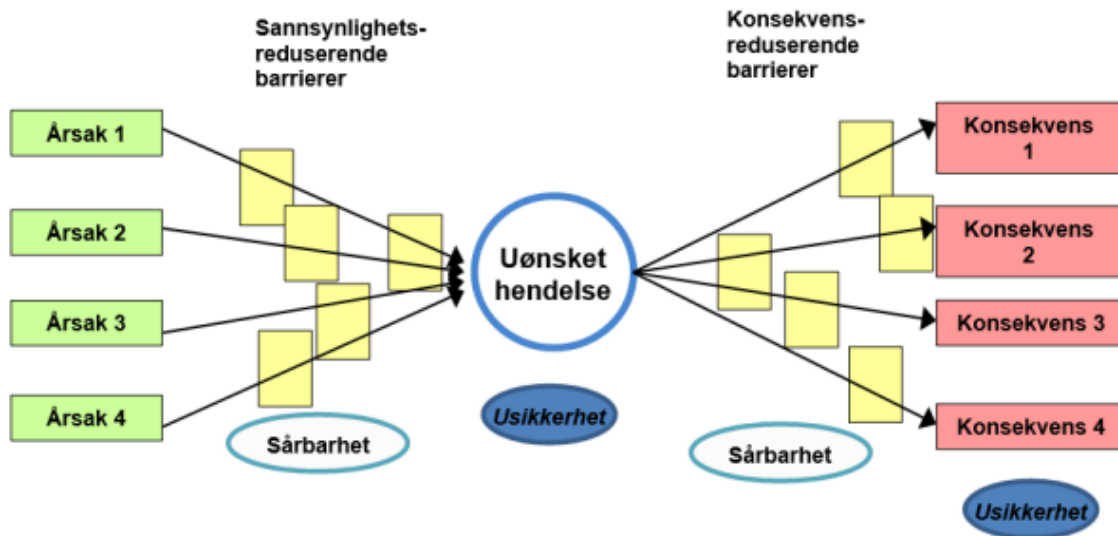 Sannsynlighets-
reduserende
barrierer
Konsekvens-
reduserende
barrierer
Årsak 1
Årsak 2
Årsak 3
Årsak 4
Uønsket
hendelse
Konsekvens
1
Konsekvens
2
Konsekvens 3
Konsekvens 4
Sårbarhet
Usikkerhet
Sårbarhet
Usikkerhet